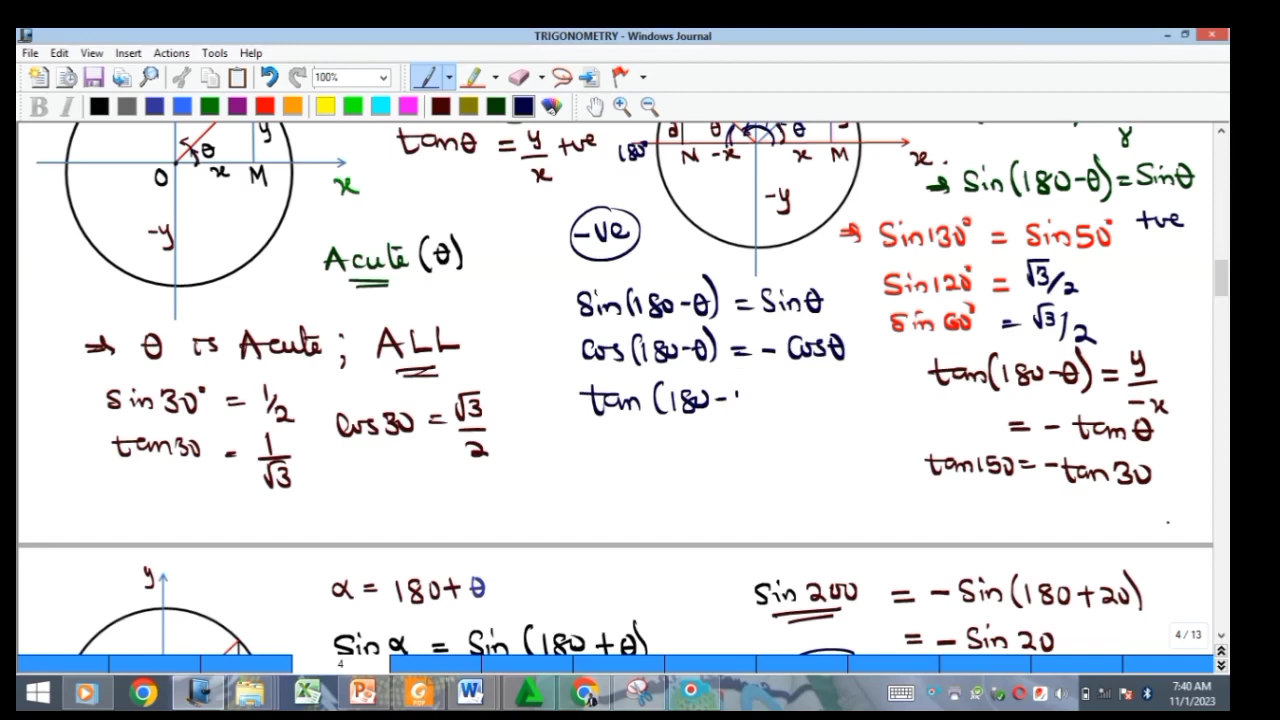 TRIGONOMETRY - Windows Journal
File Edit View Insert Actions Tools Help
100%
B I
y
θ
O x M
x
-y
tanθ = y/x +ve
Acute (θ)
⇒ θ is Acute ; ALL
sin30° = 1/2
cos30 = √3/2
tan30 = 1/√3
θ θ
180°
N -x x M
x
-y
-ve
Sin(180-θ) = Sinθ
cos(180-θ) = - cosθ
tan (180-
r
⇒ Sin(180-θ) = Sinθ
+ve
⇒ Sin130° = Sin50°
Sin120° = √3/2
Sin 60° = √3/2
tan(180-θ) = y/-x
= - tanθ
tan150 = -tan30
y
α = 180+θ
Sinα = Sin (180+θ)
Sin 200 = - Sin(180+20)
= - Sin 20
4 / 13
4
7:40 AM
11/1/2023